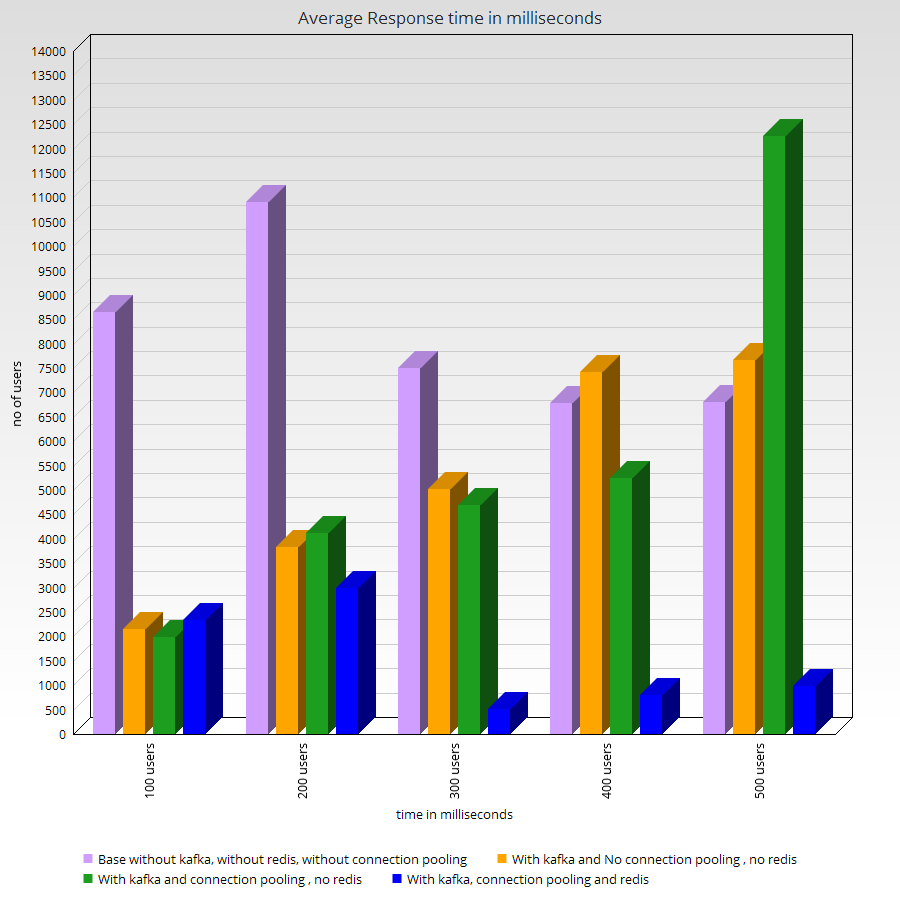 Average Response time in milliseconds
14000
13500
13000
12500
12000
11500
11000
10500
10000
9500
9000
8500
8000
7500
7000
6500
6000
5500
5000
4500
4000
3500
3000
2500
2000
1500
1000
500
0
no of users
100 users
200 users
300 users
400 users
500 users
time in milliseconds
Base without kafka, without redis, without connection pooling
With kafka and No connection pooling , no redis
With kafka and connection pooling , no redis
With kafka, connection pooling and redis